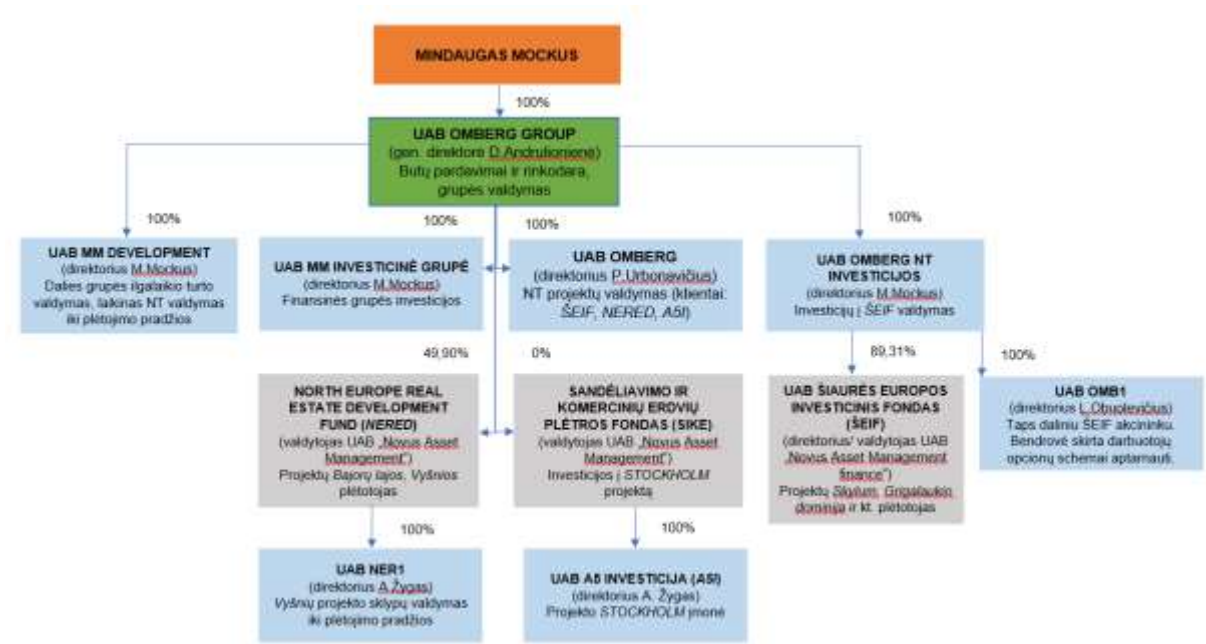 MINDAUGAS MOCKUS
100%
UAB OMBERG GROUP
(gen. direktorė D.Andrulionienė)
Butų pardavimai ir rinkodara,
grupės valdymas
100%
100%
100%
100%
UAB MM DEVELOPMENT
(direktorius M.Mockus)
Dalies grupės ilgalaikio turto
valdymas, laikinas NT valdymas
iki plėtojimo pradžios
UAB MM INVESTICINĖ GRUPĖ
(direktorius M.Mockus)
Finansinės grupės investicijos
UAB OMBERG
(direktorius P.Urbonavičius)
NT projektų valdymas (klientai:
ŠEIF, NERED, A5I)
UAB OMBERG NT
INVESTICIJOS
(direktorius M.Mockus)
Investicijų į ŠEIF valdymas
49,90%
0%
89,31%
100%
NORTH EUROPE REAL
ESTATE DEVELOPMENT
FUND (NERED)
(valdytojas UAB „Novus Asset
Management")
Projektų Bajorų lajos, Vyšnios
plėtotojas
SANDĖLIAVIMO IR
KOMERCINIŲ ERDVIŲ
PLĖTROS FONDAS (SIKE)
(valdytojas UAB „Novus Asset
Management")
Investicijos į STOCKHOLM
projektą
UAB ŠIAURĖS EUROPOS
INVESTICINIS FONDAS
(ŠEIF)
(direktorius/ valdytojas UAB
„Novus Asset Management
finance")
Projektų Skylum, Grigalaukio
dominija ir kt. plėtotojas
UAB OMB1
(direktorius L.Obuolevičius)
Taps daliniu ŠEIF akcininku.
Bendrovė skirta darbuotojų
opcionų schemai aptarnauti.
100%
100%
UAB NER1
(direktorius A.Žygas)
Vyšnių projekto sklypų valdymas
iki plėtojimo pradžios
UAB A5 INVESTICIJA (A5I)
(direktorius A. Žygas)
Projekto STOCKHOLM įmonė